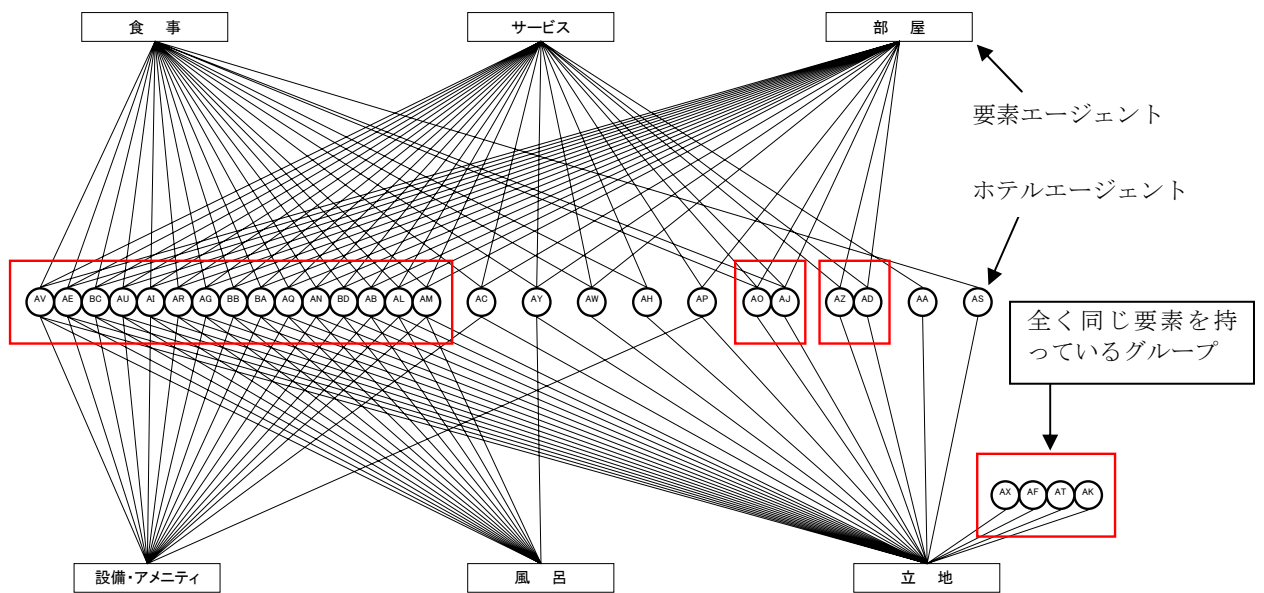 食 事
サービス
部 屋
要素エージェント
ホテルエージェント
AV AE BC AU AI AR AG BB BA AQ AN BD AB AL AM AC AY AW AH AP AO AJ AZ AD AA AS
全く同じ要素を持
っているグループ
AX AF AT AK
設備・アメニティ
風 呂
立 地